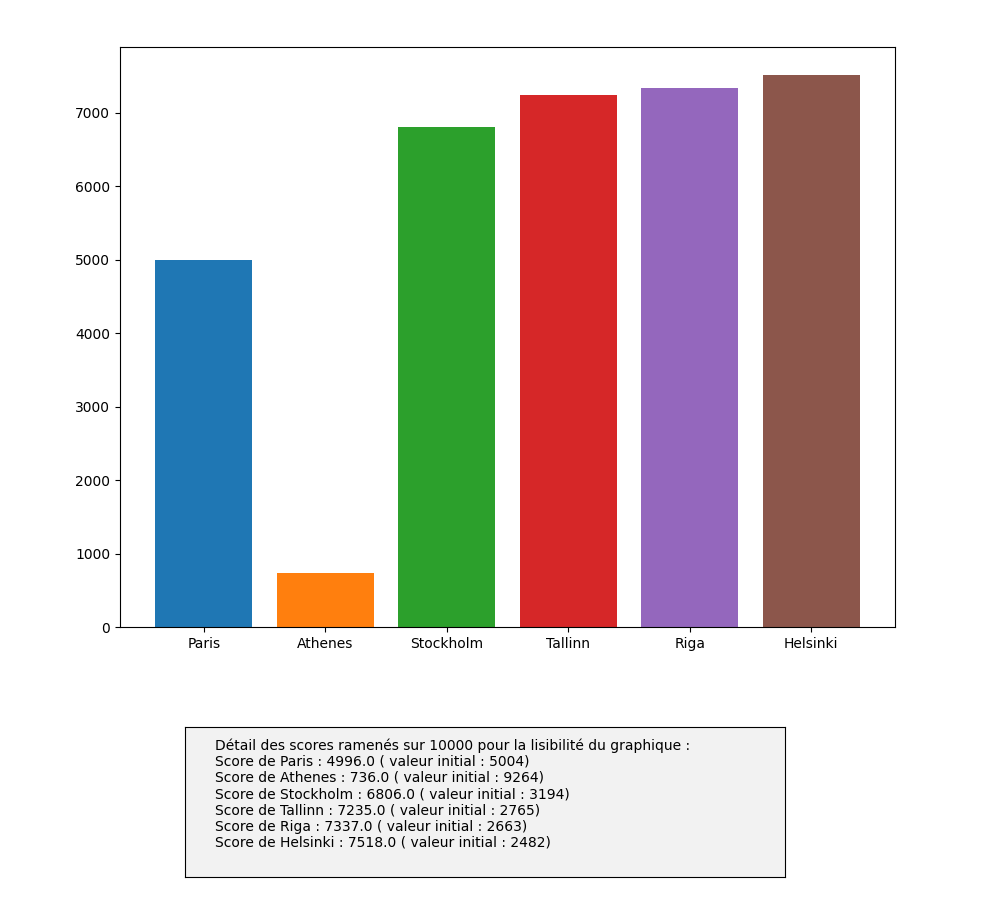 7000
6000
5000
4000
3000
2000
1000
0
Paris Athenes Stockholm Tallinn Riga Helsinki
Détail des scores ramenés sur 10000 pour la lisibilité du graphique :
Score de Paris : 4996.0 ( valeur initial : 5004)
Score de Athenes : 736.0 ( valeur initial : 9264)
Score de Stockholm : 6806.0 ( valeur initial : 3194)
Score de Tallinn : 7235.0 ( valeur initial : 2765)
Score de Riga : 7337.0 ( valeur initial : 2663)
Score de Helsinki : 7518.0 ( valeur initial : 2482)